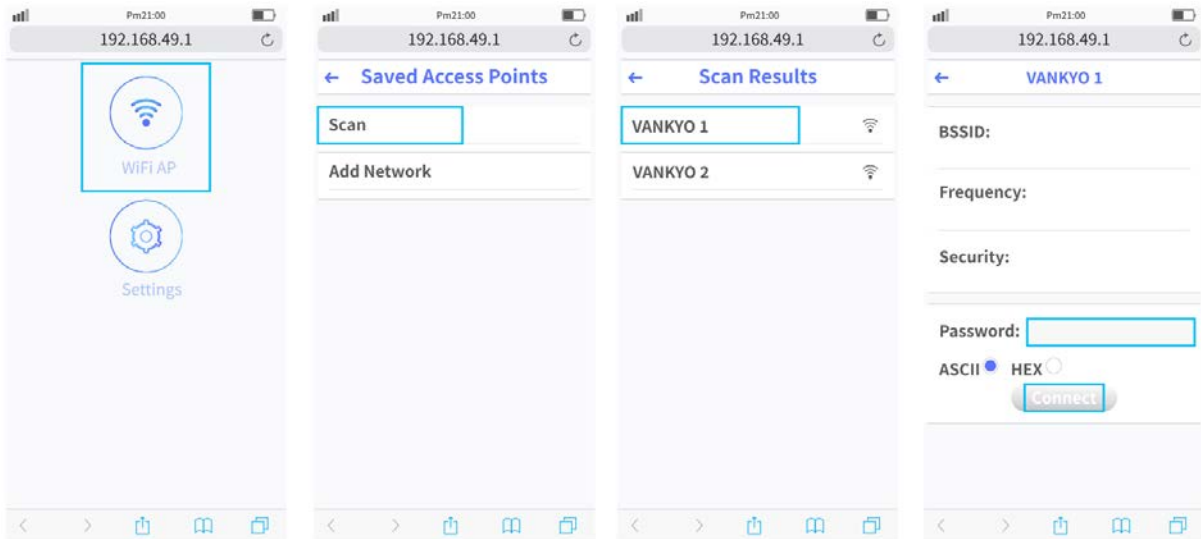 Pm21:00
192.168.49.1
WiFi AP
Settings
Pm21:00
192.168.49.1
Saved Access Points
Scan
Add Network
Pm21:00
192.168.49.1
Scan Results
VANKYO 1
VANKYO 2
Pm21:00
192.168.49.1
VANKYO 1
BSSID:
Frequency:
Security:
Password:
ASCII HEX
Connect